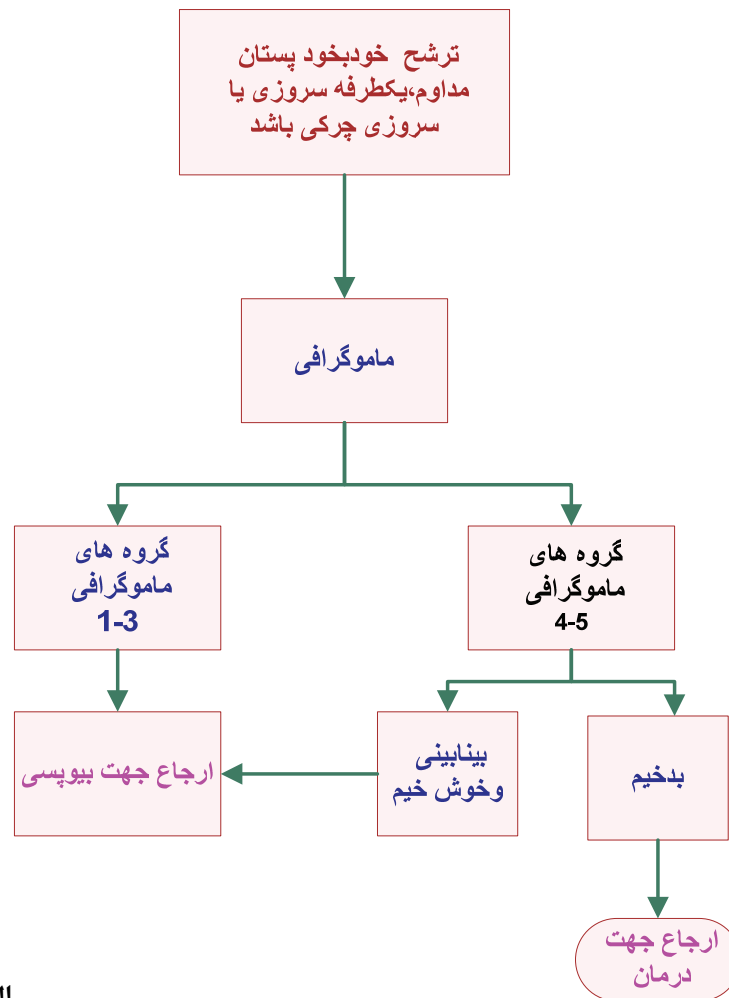 ترشح خودبخود پستان
مداوم،یکطرفه سروزی یا
سروزی چرکی باشد
ماموگرافی
گروه های
ماموگرافی
4-5
گروه های
ماموگرافی
1-3
بدخیم
بینابینی
وخوش خیم
ارجاع جهت بیوپسی
ارجاع جهت
درمان